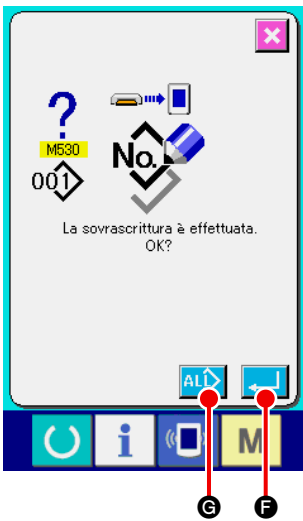 M530
001
No.
La sovrascrittura è effettuata.
OK?
ALL
i
M
G
F